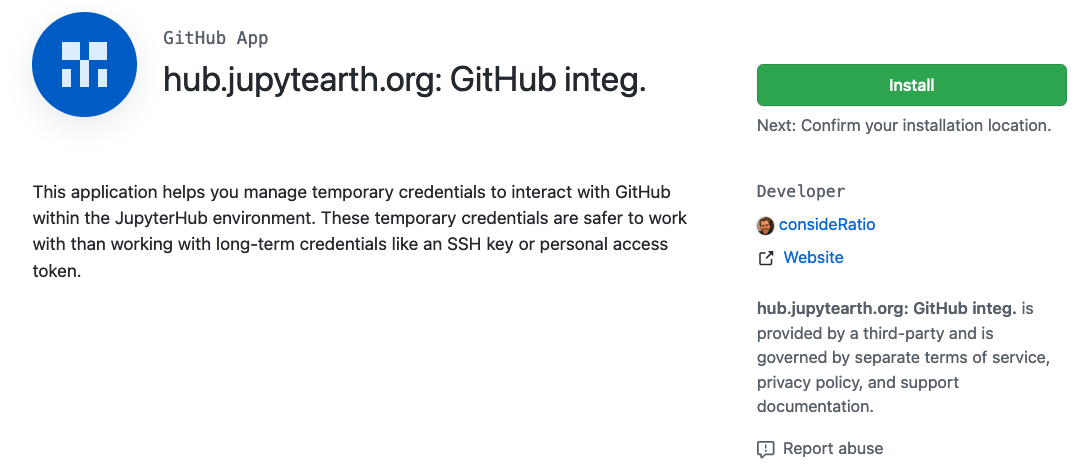 GitHub App
hub.jupytearth.org: GitHub integ.
This application helps you manage temporary credentials to interact with GitHub
within the JupyterHub environment. These temporary credentials are safer to work
with than working with long-term credentials like an SSH key or personal access
token.
Install
Next: Confirm your installation location.
Developer
consideRatio
Website
hub.jupytearth.org: GitHub integ. is
provided by a third-party and is
governed by separate terms of service,
privacy policy, and support
documentation.
Report abuse